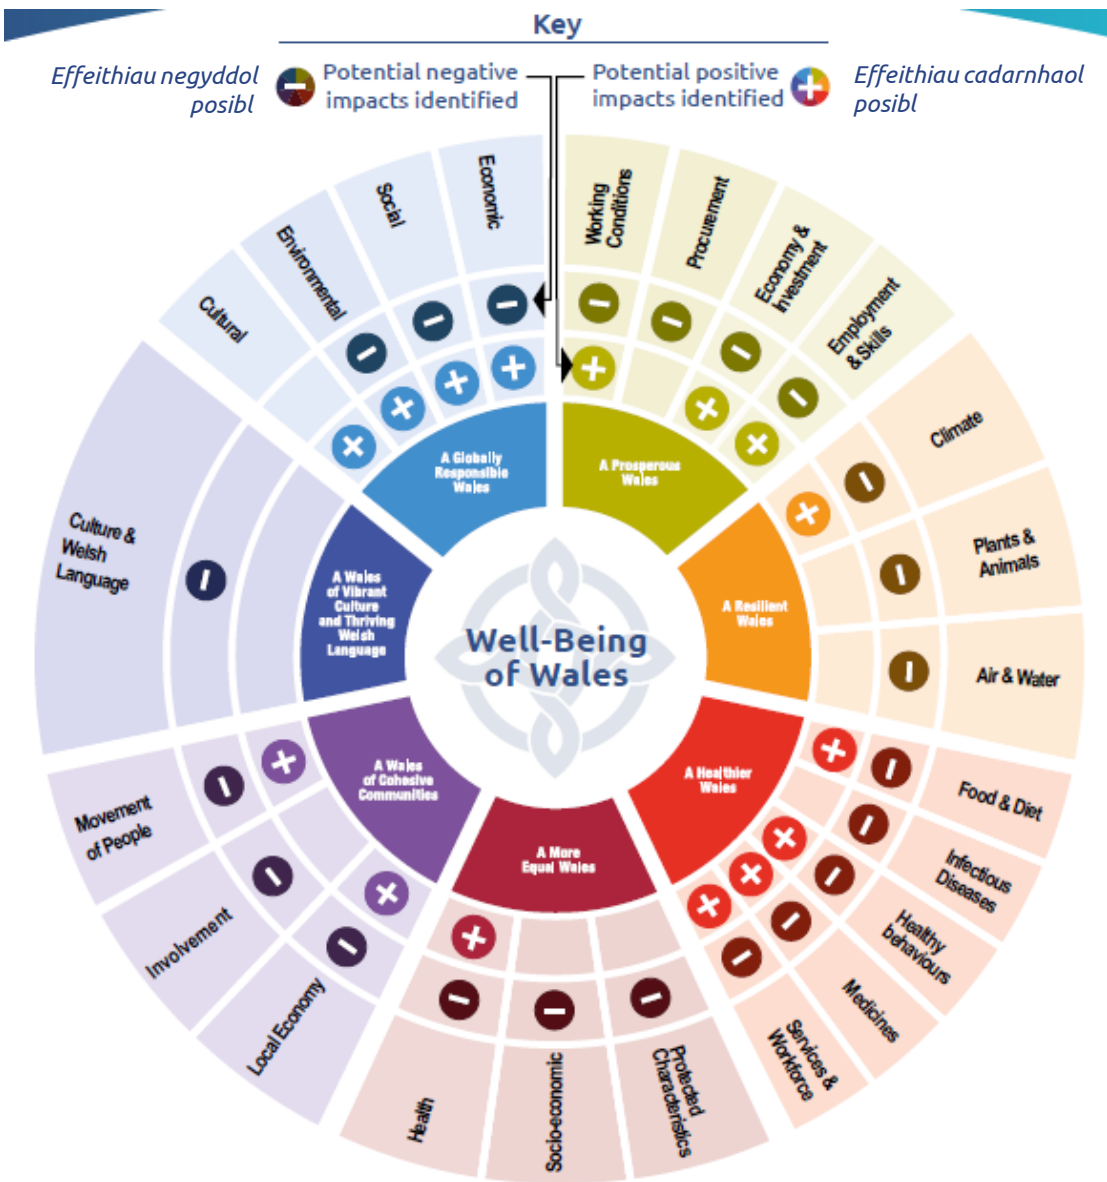 Key
Effeithiau negyddol
posibl
Potential negative
impacts identified
Potential positive
impacts identified
Effeithiau cadarnhaol
posibl
Cultural
Environmental
Social
Economic
Working
Conditions
Procurement
Economy &
Investment
Employment
& Skills
Climate
Plants &
Animals
Air & Water
Food & Diet
Infectious
Diseases
Healthy
behaviours
Medicines
Services &
Workforce
Protected
Characteristics
Socio-economic
Health
Local Economy
Involvement
Movement
of People
Culture &
Welsh
Language
A Globally
Responsible
Wales
A Prosperous
Wales
A Resilient
Wales
A Healthier
Wales
A More
Equal Wales
A Wales
of Cohesive
Communities
A Wales
of Vibrant
Culture
and Thriving
Welsh
Language
Well-Being
of Wales